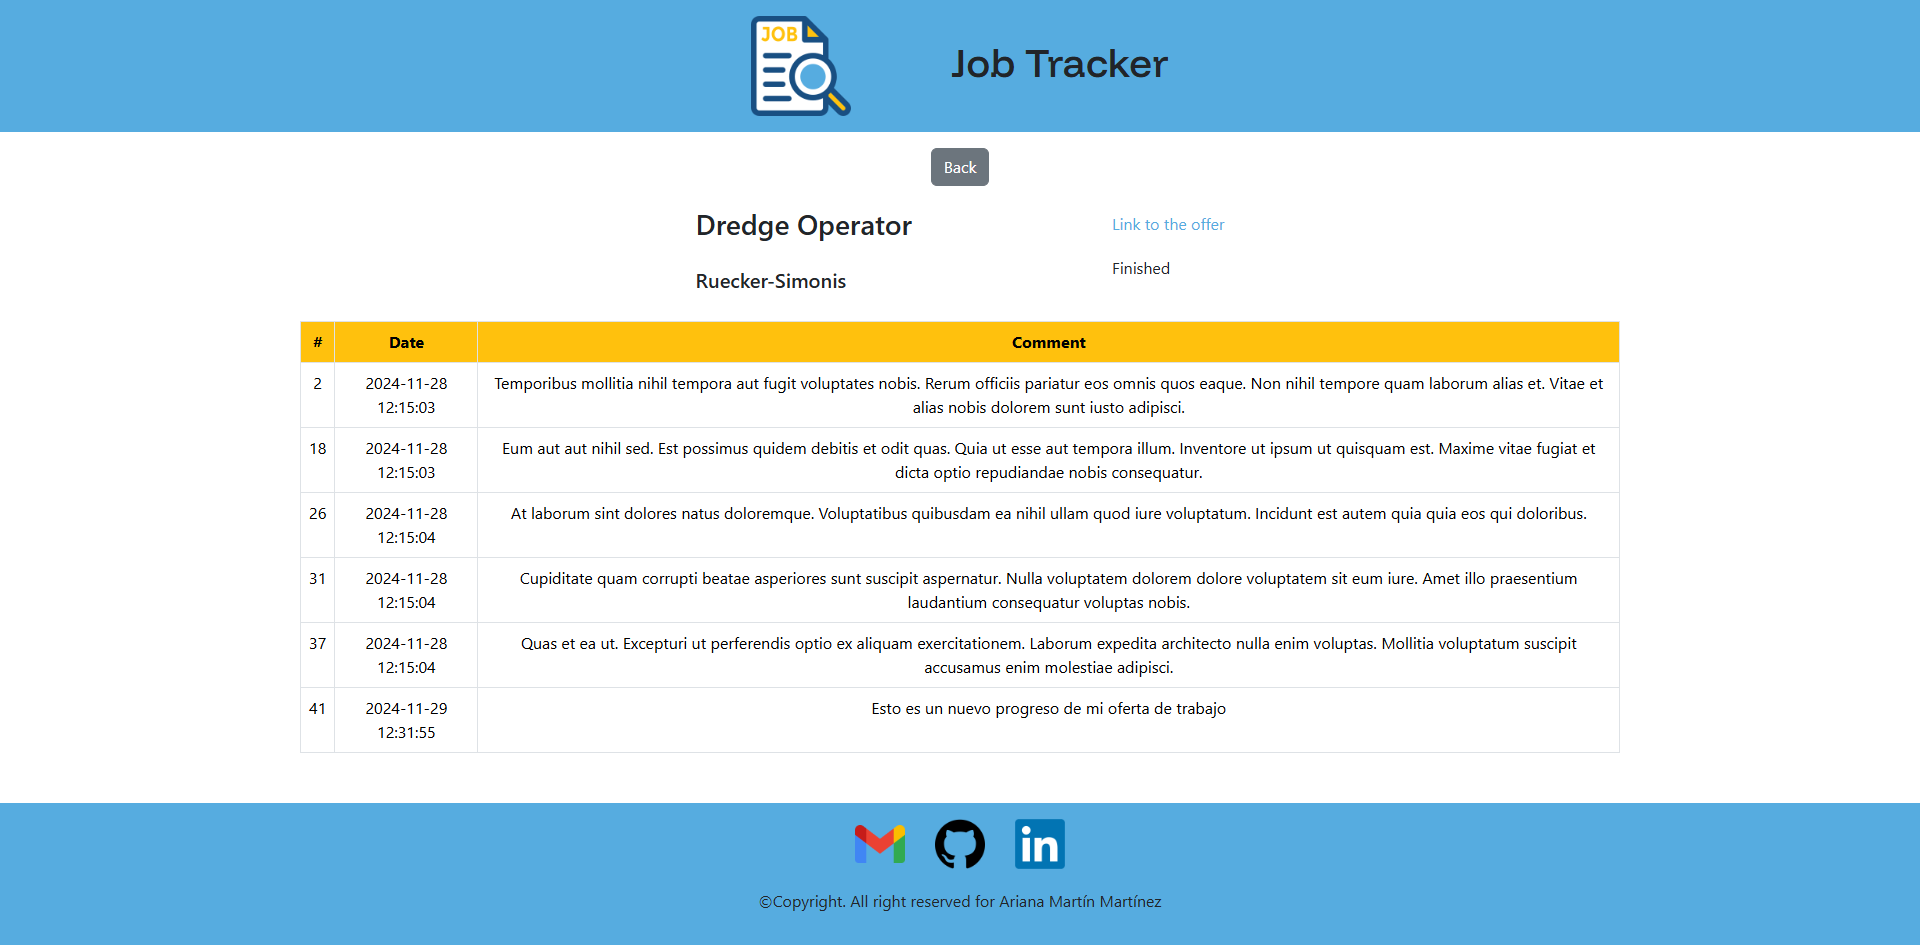 JOB
Job Tracker
Back
Dredge Operator
Link to the offer
Ruecker-Simonis
Finished
# Date Comment
2 2024-11-28 Temporibus mollitia nihil tempora aut fugit voluptates nobis. Rerum officiis pariatur eos omnis quos eaque. Non nihil tempore quam laborum alias et. Vitae et
12:15:03 alias nobis dolorem sunt iusto adipisci.
18 2024-11-28 Eum aut aut nihil sed. Est possimus quidem debitis et odit quas. Quia ut esse aut tempora illum. Inventore ut ipsum ut quisquam est. Maxime vitae fugiat et
12:15:03 dicta optio repudiandae nobis consequatur.
26 2024-11-28 At laborum sint dolores natus doloremque. Voluptatibus quibusdam ea nihil ullam quod iure voluptatum. Incidunt est autem quia quia eos qui doloribus.
12:15:04
31 2024-11-28 Cupiditate quam corrupti beatae asperiores sunt suscipit aspernatur. Nulla voluptatem dolorem dolore voluptatem sit eum iure. Amet illo praesentium
12:15:04 laudantium consequatur voluptas nobis.
37 2024-11-28 Quas et ea ut. Excepturi ut perferendis optio ex aliquam exercitationem. Laborum expedita architecto nulla enim voluptas. Mollitia voluptatum suscipit
12:15:04 accusamus enim molestiae adipisci.
41 2024-11-29 Esto es un nuevo progreso de mi oferta de trabajo
12:31:55
in
©Copyright. All right reserved for Ariana Martín Martínez